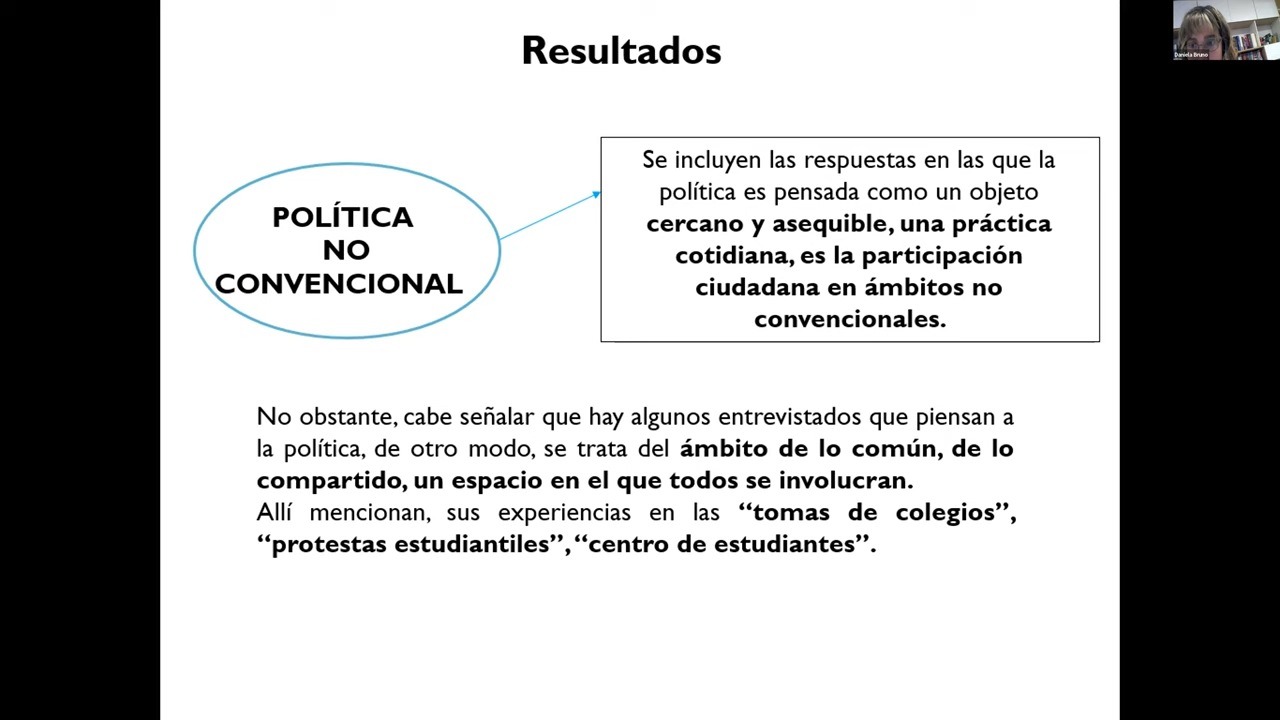 Resultados
POLÍTICA
NO
CONVENCIONAL
Se incluyen las respuestas en las que la
política es pensada como un objeto
cercano y asequible, una práctica
cotidiana, es la participación
ciudadana en ámbitos no
convencionales.
No obstante, cabe señalar que hay algunos entrevistados que piensan a
la política, de otro modo, se trata del ámbito de lo común, de lo
compartido, un espacio en el que todos se involucran.
Allí mencionan, sus experiencias en las “tomas de colegios”,
“protestas estudiantiles”, “centro de estudiantes”.
Daniela Bruno